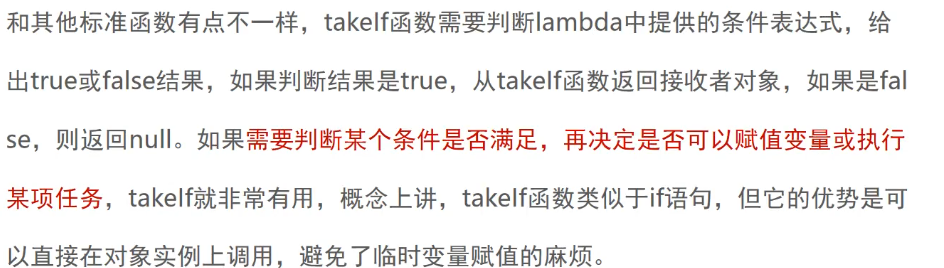 和其他标准函数有点不一样，takeIf函数需要判断lambda中提供的条件表达式，给
出true或false结果，如果判断结果是true，从takeIf函数返回接收者对象，如果是fal
se，则返回null。如果需要判断某个条件是否满足，再决定是否可以赋值变量或执行
某项任务，takeIf就非常有用，概念上讲，takeIf函数类似于if语句，但它的优势是可
以直接在对象实例上调用，避免了临时变量赋值的麻烦。